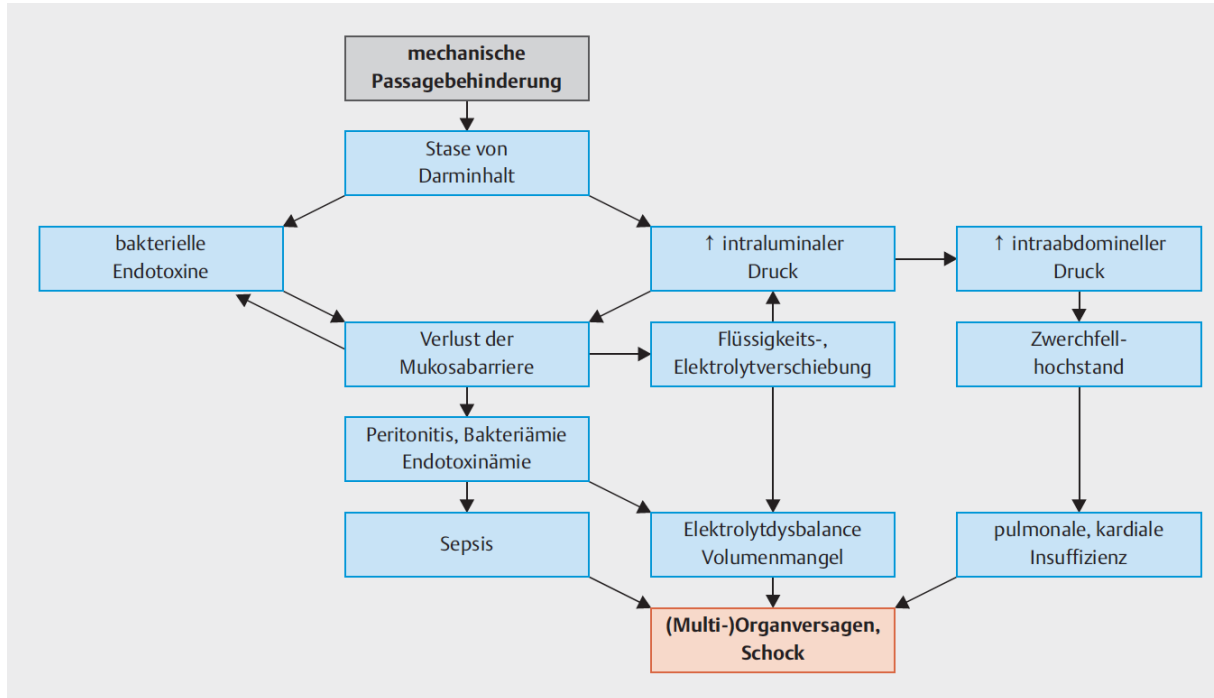 mechanische
Passagebehinderung
Stase von
Darminhalt
bakterielle
Endotoxine
↑ intraluminaler
Druck
↑ intraabdomineller
Druck
Verlust der
Mukosabarriere
Flüssigkeits-,
Elektrolytverschiebung
Zwerchfell-
hochstand
Peritonitis, Bakteriämie
Endotoxinämie
Sepsis
Elektrolytdysbalance
Volumenmangel
pulmonale, kardiale
Insuffizienz
(Multi-)Organversagen,
Schock